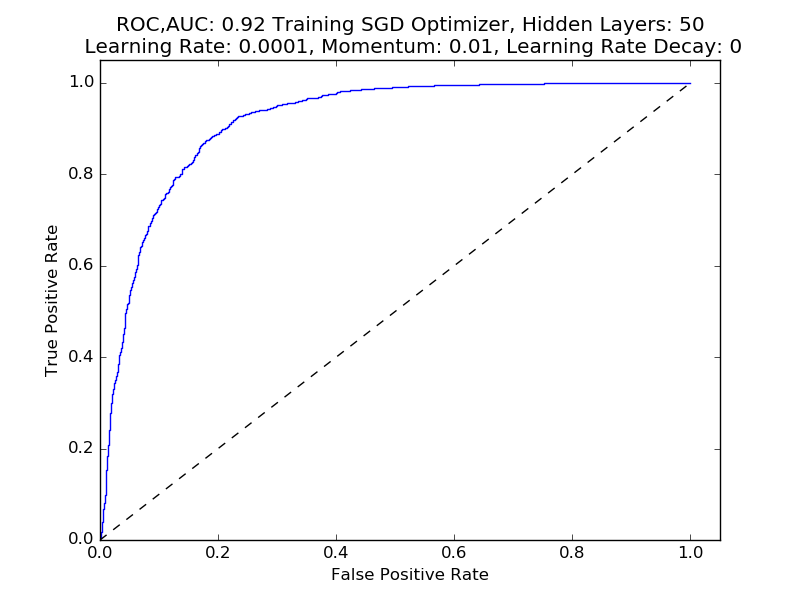 ROC,AUC: 0.92 Training SGD Optimizer, Hidden Layers: 50
Learning Rate: 0.0001, Momentum: 0.01, Learning Rate Decay: 0
1.0
0.8
0.6
0.4
0.2
0.0
True Positive Rate
0.0 0.2 0.4 0.6 0.8 1.0
False Positive Rate